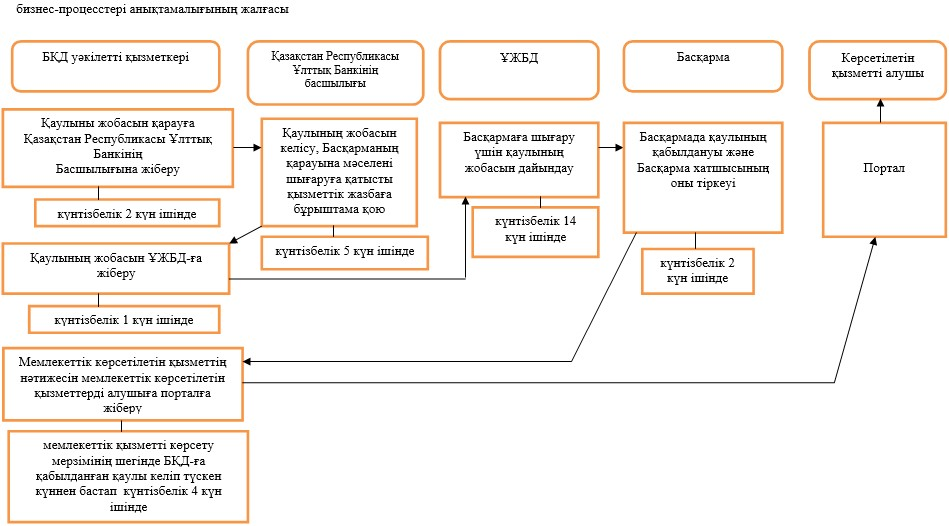 бизнес-процесстері анықтамалығының жалғасы
БҚД уәкілетті қызметкері
Қазақстан Республикасы
Ұлттық Банкінің
басшылығы
ҰЖБД
Басқарма
Көрсетілетін
қызметті алушы
Қаулыны жобасын қарауға
Қазақстан Республикасы Ұлттық
Банкінің
Басшылығына жіберу
күнтізбелік 2 күн ішінде
Қаулының жобасын
келісу, Басқарманың
қарауына мәселені
шығаруға қатысты
қызметтік жазбаға
бұрыштама қою
күнтізбелік 5 күн ішінде
Басқармаға шығару
үшін қаулының
жобасын дайындау
күнтізбелік 14
күн ішінде
Басқармада қаулының
қабылдануы және
Басқарма хатшысының
оны тіркеуі
күнтізбелік 2
күн ішінде
Портал
Қаулының жобасын ҰЖБД-ға
жіберу
күнтізбелік 1 күн ішінде
Мемлекеттік көрсетілетін қызметтің
нәтижесін мемлекеттік көрсетілетін
қызметтерді алушыға порталға
жіберу
мемлекеттік қызметті көрсету
мерзімінің шегінде БҚД-ға
қабылданған қаулы келіп түскен
күннен бастап күнтізбелік 4 күн
ішінде